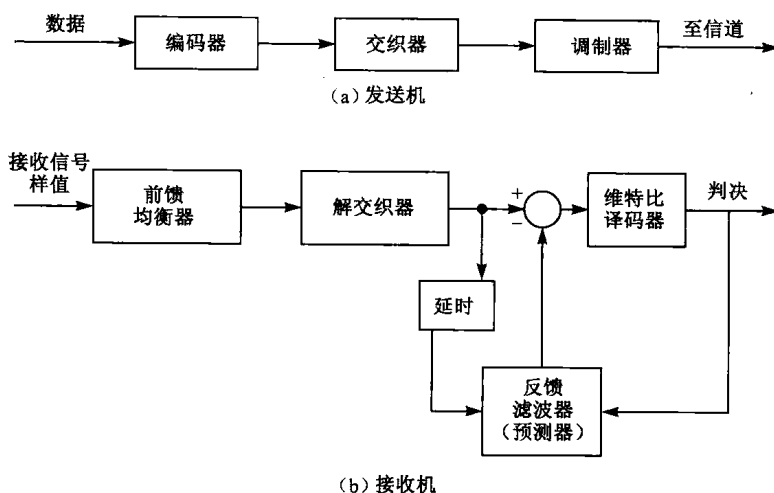 数据
编码器
交织器
调制器
至信道
(a)发送机
接收信号
样值
前馈
均衡器
解交织器
+
−
维特比
译码器
判决
延时
反馈
滤波器
(预测器)
(b)接收机